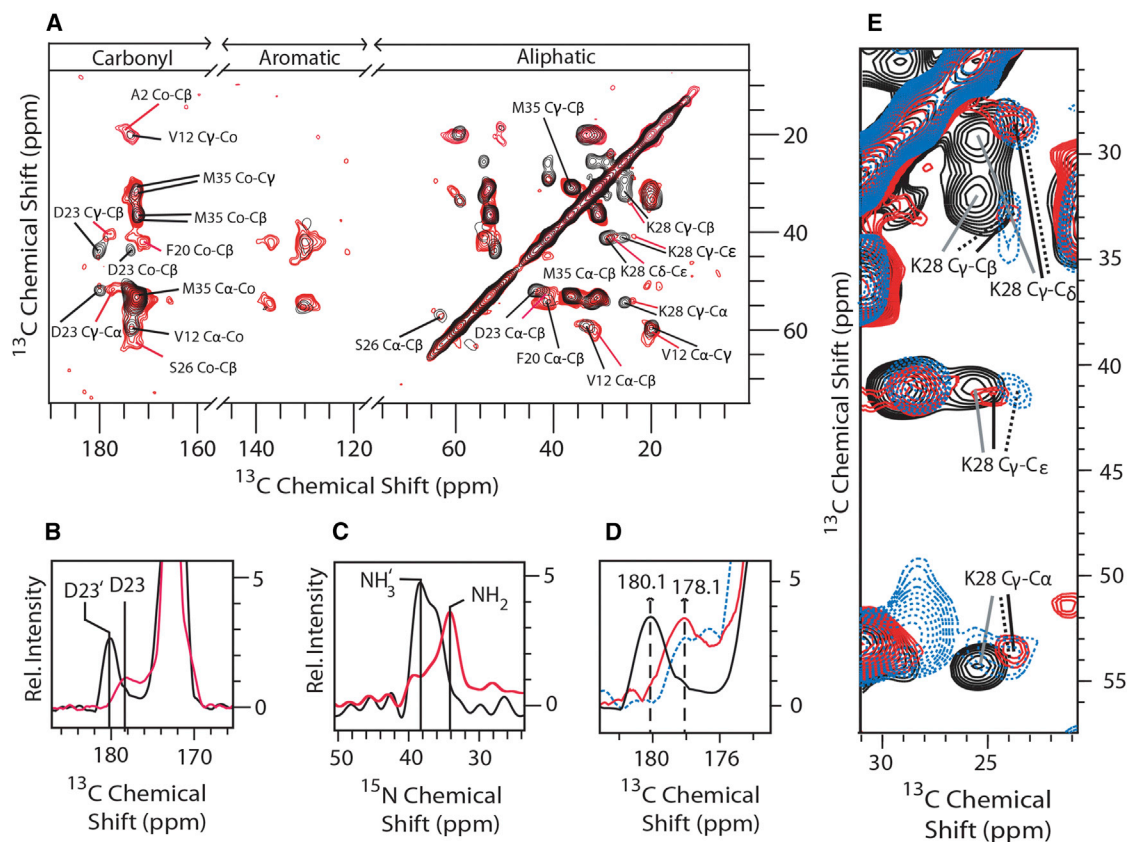 A
Carbonyl
Aromatic
Aliphatic
A2 Co-Cβ
V12 Cγ-Co
M35 Co-Cγ
M35 Co-Cβ
D23 Cγ-Cβ
F20 Co-Cβ
D23 Co-Cβ
M35 Cα-Co
D23 Cγ-Cα
V12 Cα-Co
S26 Co-Cβ
M35 Cγ-Cβ
K28 Cγ-Cβ
K28 Cγ-Cε
K28 Cδ-Cε
M35 Cα-Cβ
K28 Cγ-Cα
D23 Cα-Cβ
S26 Cα-Cβ
F20 Cα-Cβ
V12 Cα-Cγ
V12 Cα-Cβ
20
40
60
13C Chemical Shift (ppm)
180 160 140 120 60 40 20
13C Chemical Shift (ppm)
B
D23' D23
Rel. Intensity
5
0
180 170
13C Chemical
Shift (ppm)
C
NH3'
NH2
Rel. Intensity
5
0
50 40 30
15N Chemical
Shift (ppm)
D
180.1 178.1
Rel. Intensity
5
0
180 176
13C Chemical
Shift (ppm)
E
K28 Cγ-Cβ
K28 Cγ-Cδ
K28 Cγ-Cε
K28 Cγ-Cα
30
35
40
45
50
55
13C Chemical Shift (ppm)
30 25
13C Chemical
Shift (ppm)